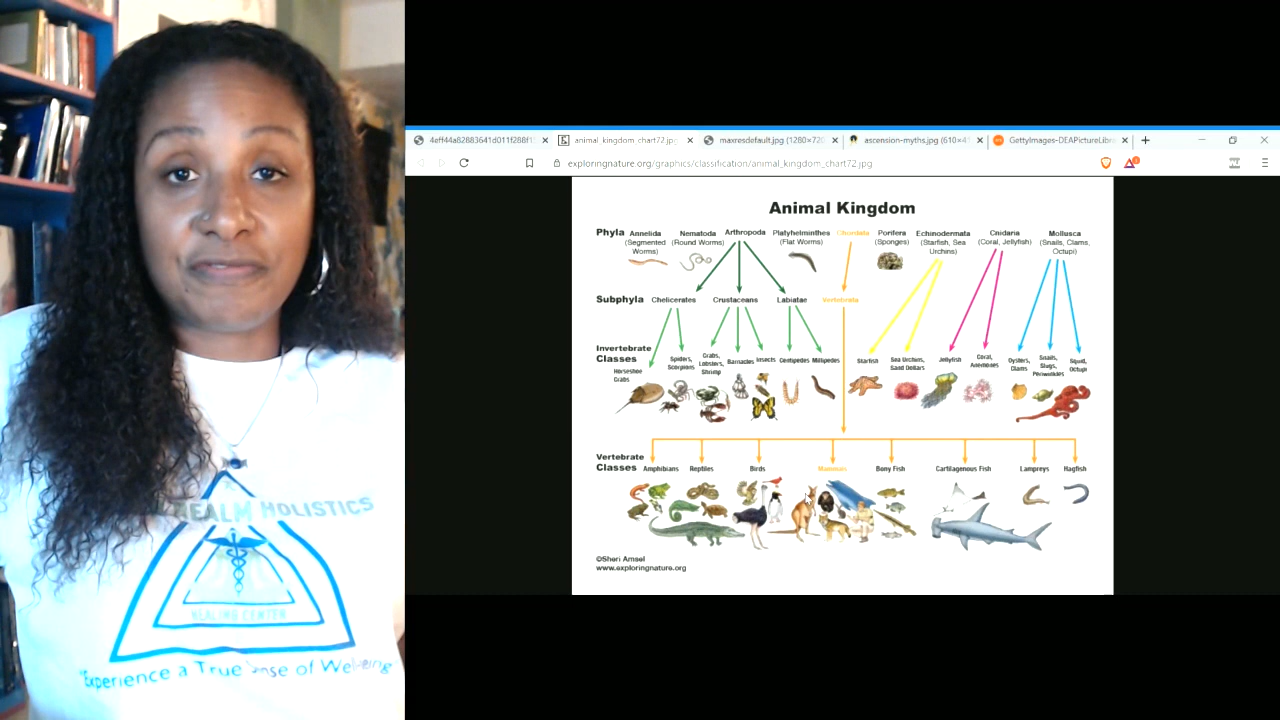 REALM HOLISTICS
HEALING CENTER
"Experience a True Sense of Wellbeing"
4eff44a82883641d011f288f1
animal_kingdom_chart72.jpg
maxresdefault.jpg (1280×720
ascension-myths.jpg (610×4
GettyImages-DEAPictureLibr
exploringnature.org/graphics/classification/animal_kingdom_chart72.jpg
Animal Kingdom
Phyla
Annelida
(Segmented
Worms)
Nematoda
(Round Worms)
Arthropoda
Platyhelminthes
(Flat Worms)
Chordata
Porifera
(Sponges)
Echinodermata
(Starfish, Sea
Urchins)
Cnidaria
(Coral, Jellyfish)
Mollusca
(Snails, Clams,
Octupi)
Subphyla
Chelicerates
Crustaceans
Labiatae
Vertebrata
Invertebrate
Classes
Horseshoe
Crabs
Spiders,
Scorpions
Crabs,
Lobsters,
Shrimp
Barnacles
Insects
Centipedes
Millipedes
Starfish
Sea Urchins,
Sand Dollars
Jellyfish
Coral,
Anemones
Oysters,
Clams
Snails,
Slugs,
Periwinkles
Squid,
Octupi
Vertebrate
Classes
Amphibians
Reptiles
Birds
Mammals
Bony Fish
Cartilagenous Fish
Lampreys
Hagfish
©Sheri Amsel
www.exploringnature.org